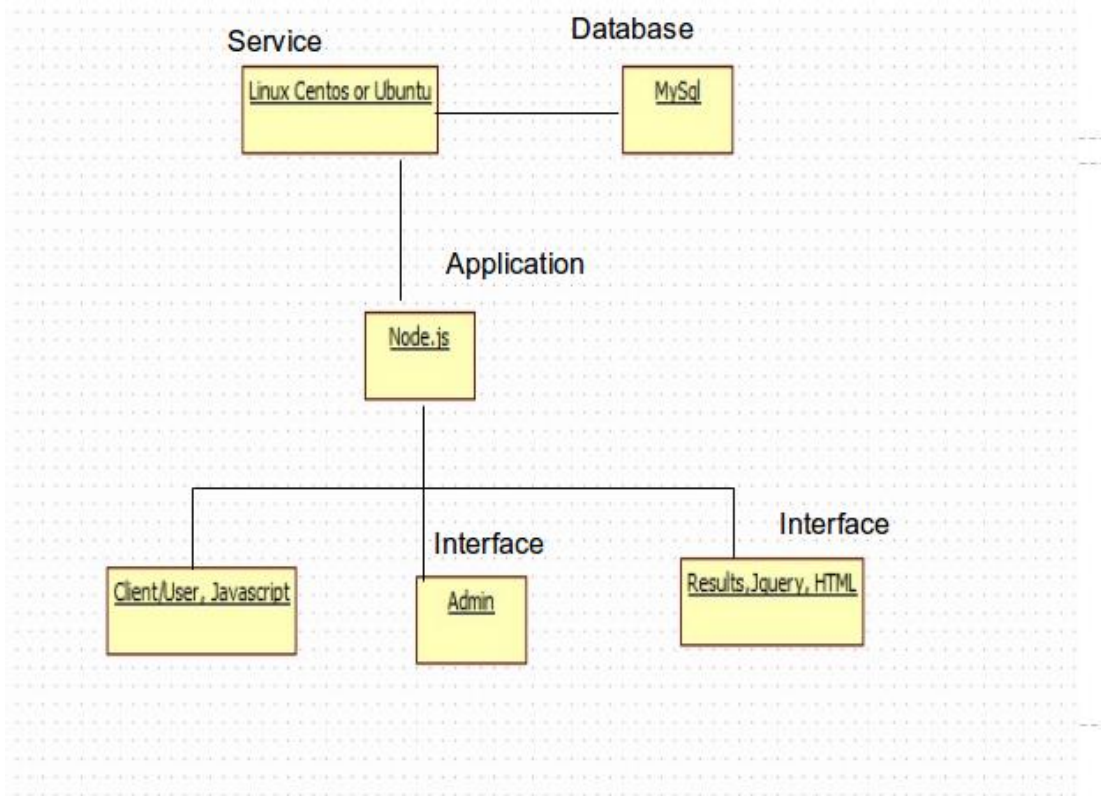 Service
Database
Linux Centos or Ubuntu
MySql
Application
Node.js
Interface
Interface
Client/User, Javascript
Admin
Results,Jquery, HTML